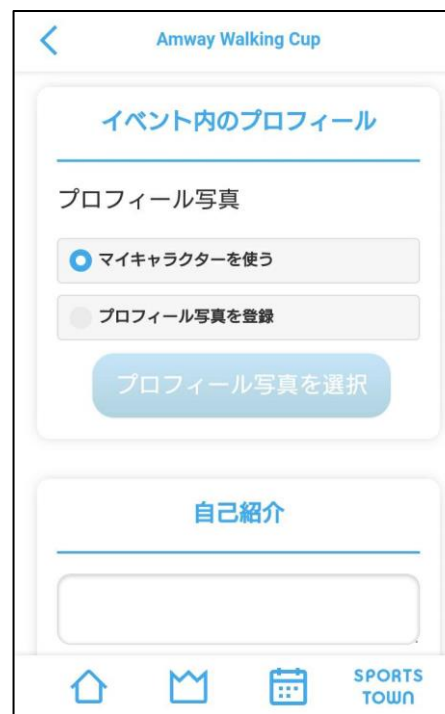 Amway Walking Cup
イベント内のプロフィール
プロフィール写真
マイキャラクターを使う
プロフィール写真を登録
プロフィール写真を選択
自己紹介
SPORTS
TOWN